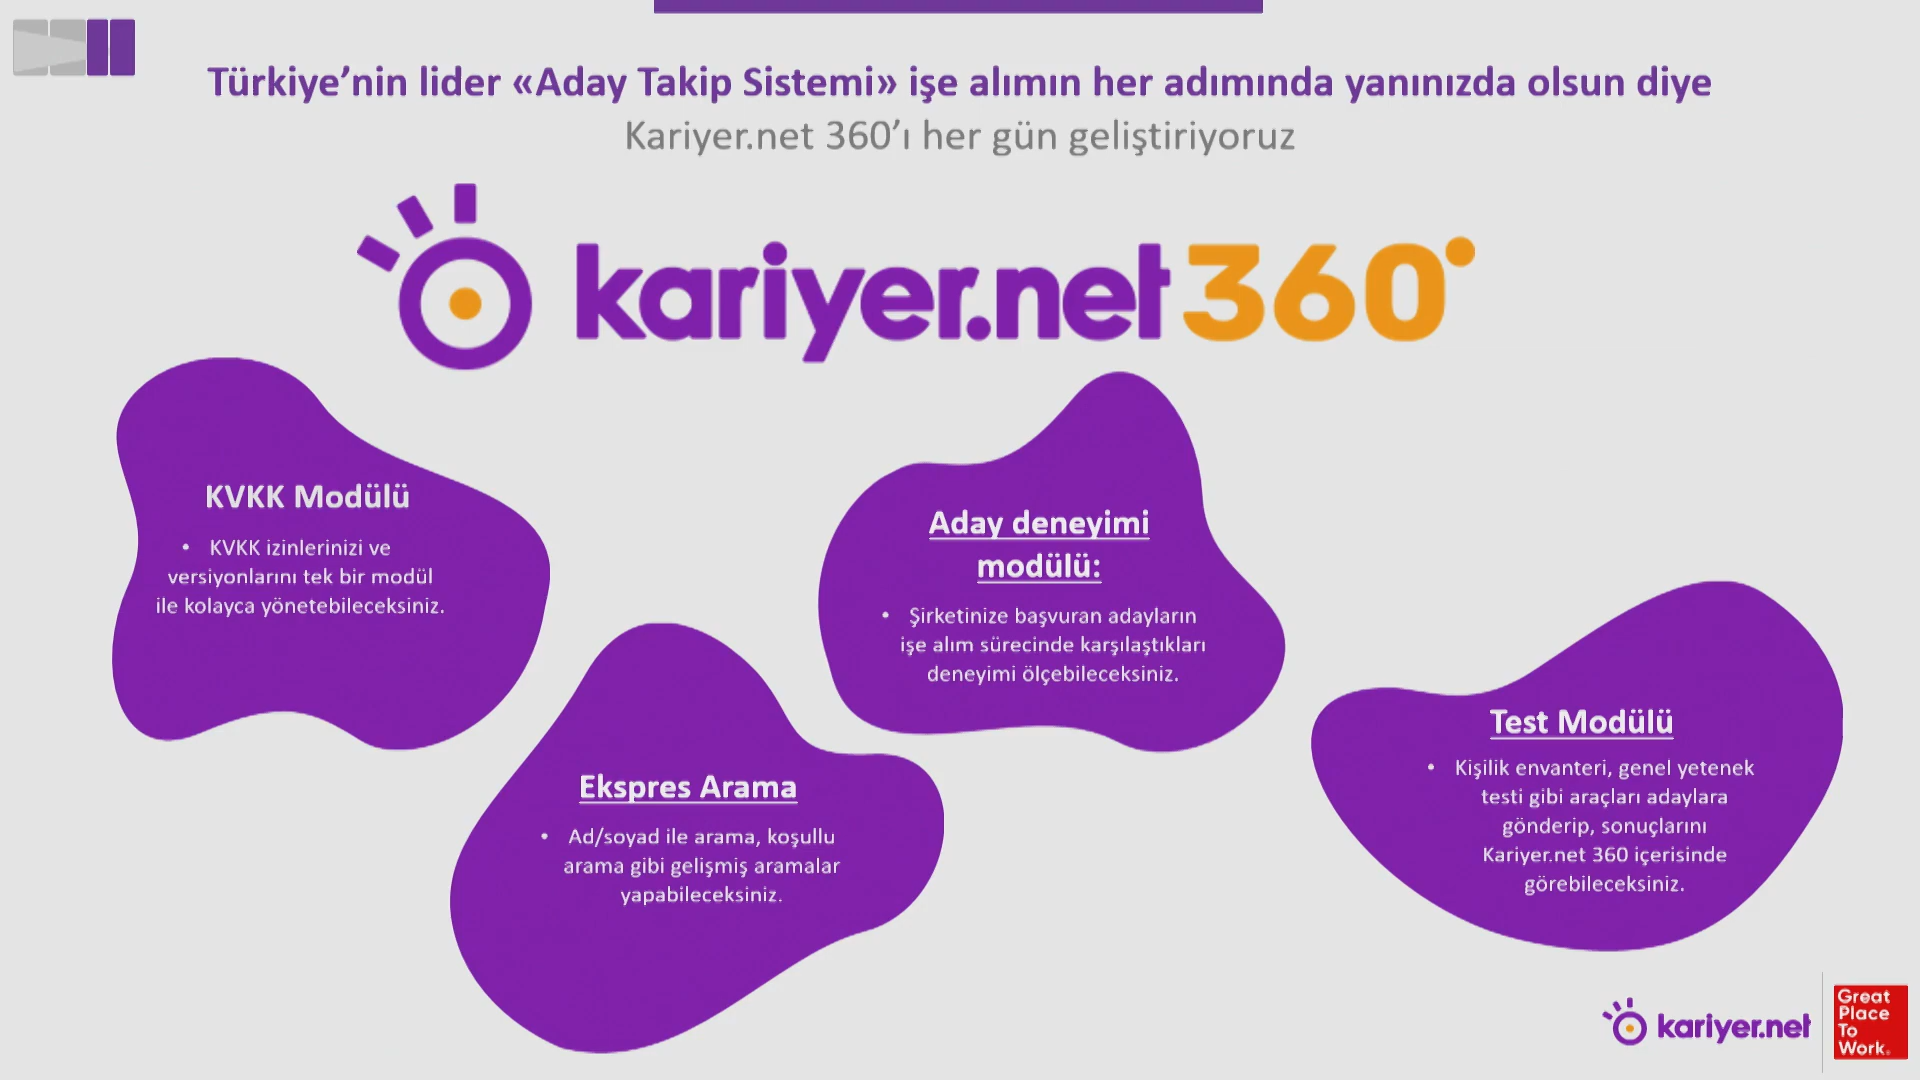 Türkiye’nin lider «Aday Takip Sistemi» işe alımın her adımında yanınızda olsun diye
Kariyer.net 360’ı her gün geliştiriyoruz
kariyer.net 360°
KVKK Modülü
• KVKK izinlerinizi ve
versiyonlarını tek bir modül
ile kolayca yönetebileceksiniz.
Ekspres Arama
• Ad/soyad ile arama, koşullu
arama gibi gelişmiş aramalar
yapabileceksiniz.
Aday deneyimi
modülü:
• Şirketinize başvuran adayların
işe alım sürecinde karşılaştıkları
deneyimi ölçebileceksiniz.
Test Modülü
• Kişilik envanteri, genel yetenek
testi gibi araçları adaylara
gönderip, sonuçlarını
Kariyer.net 360 içerisinde
görebileceksiniz.
kariyer.net
Great
Place
To
Work.